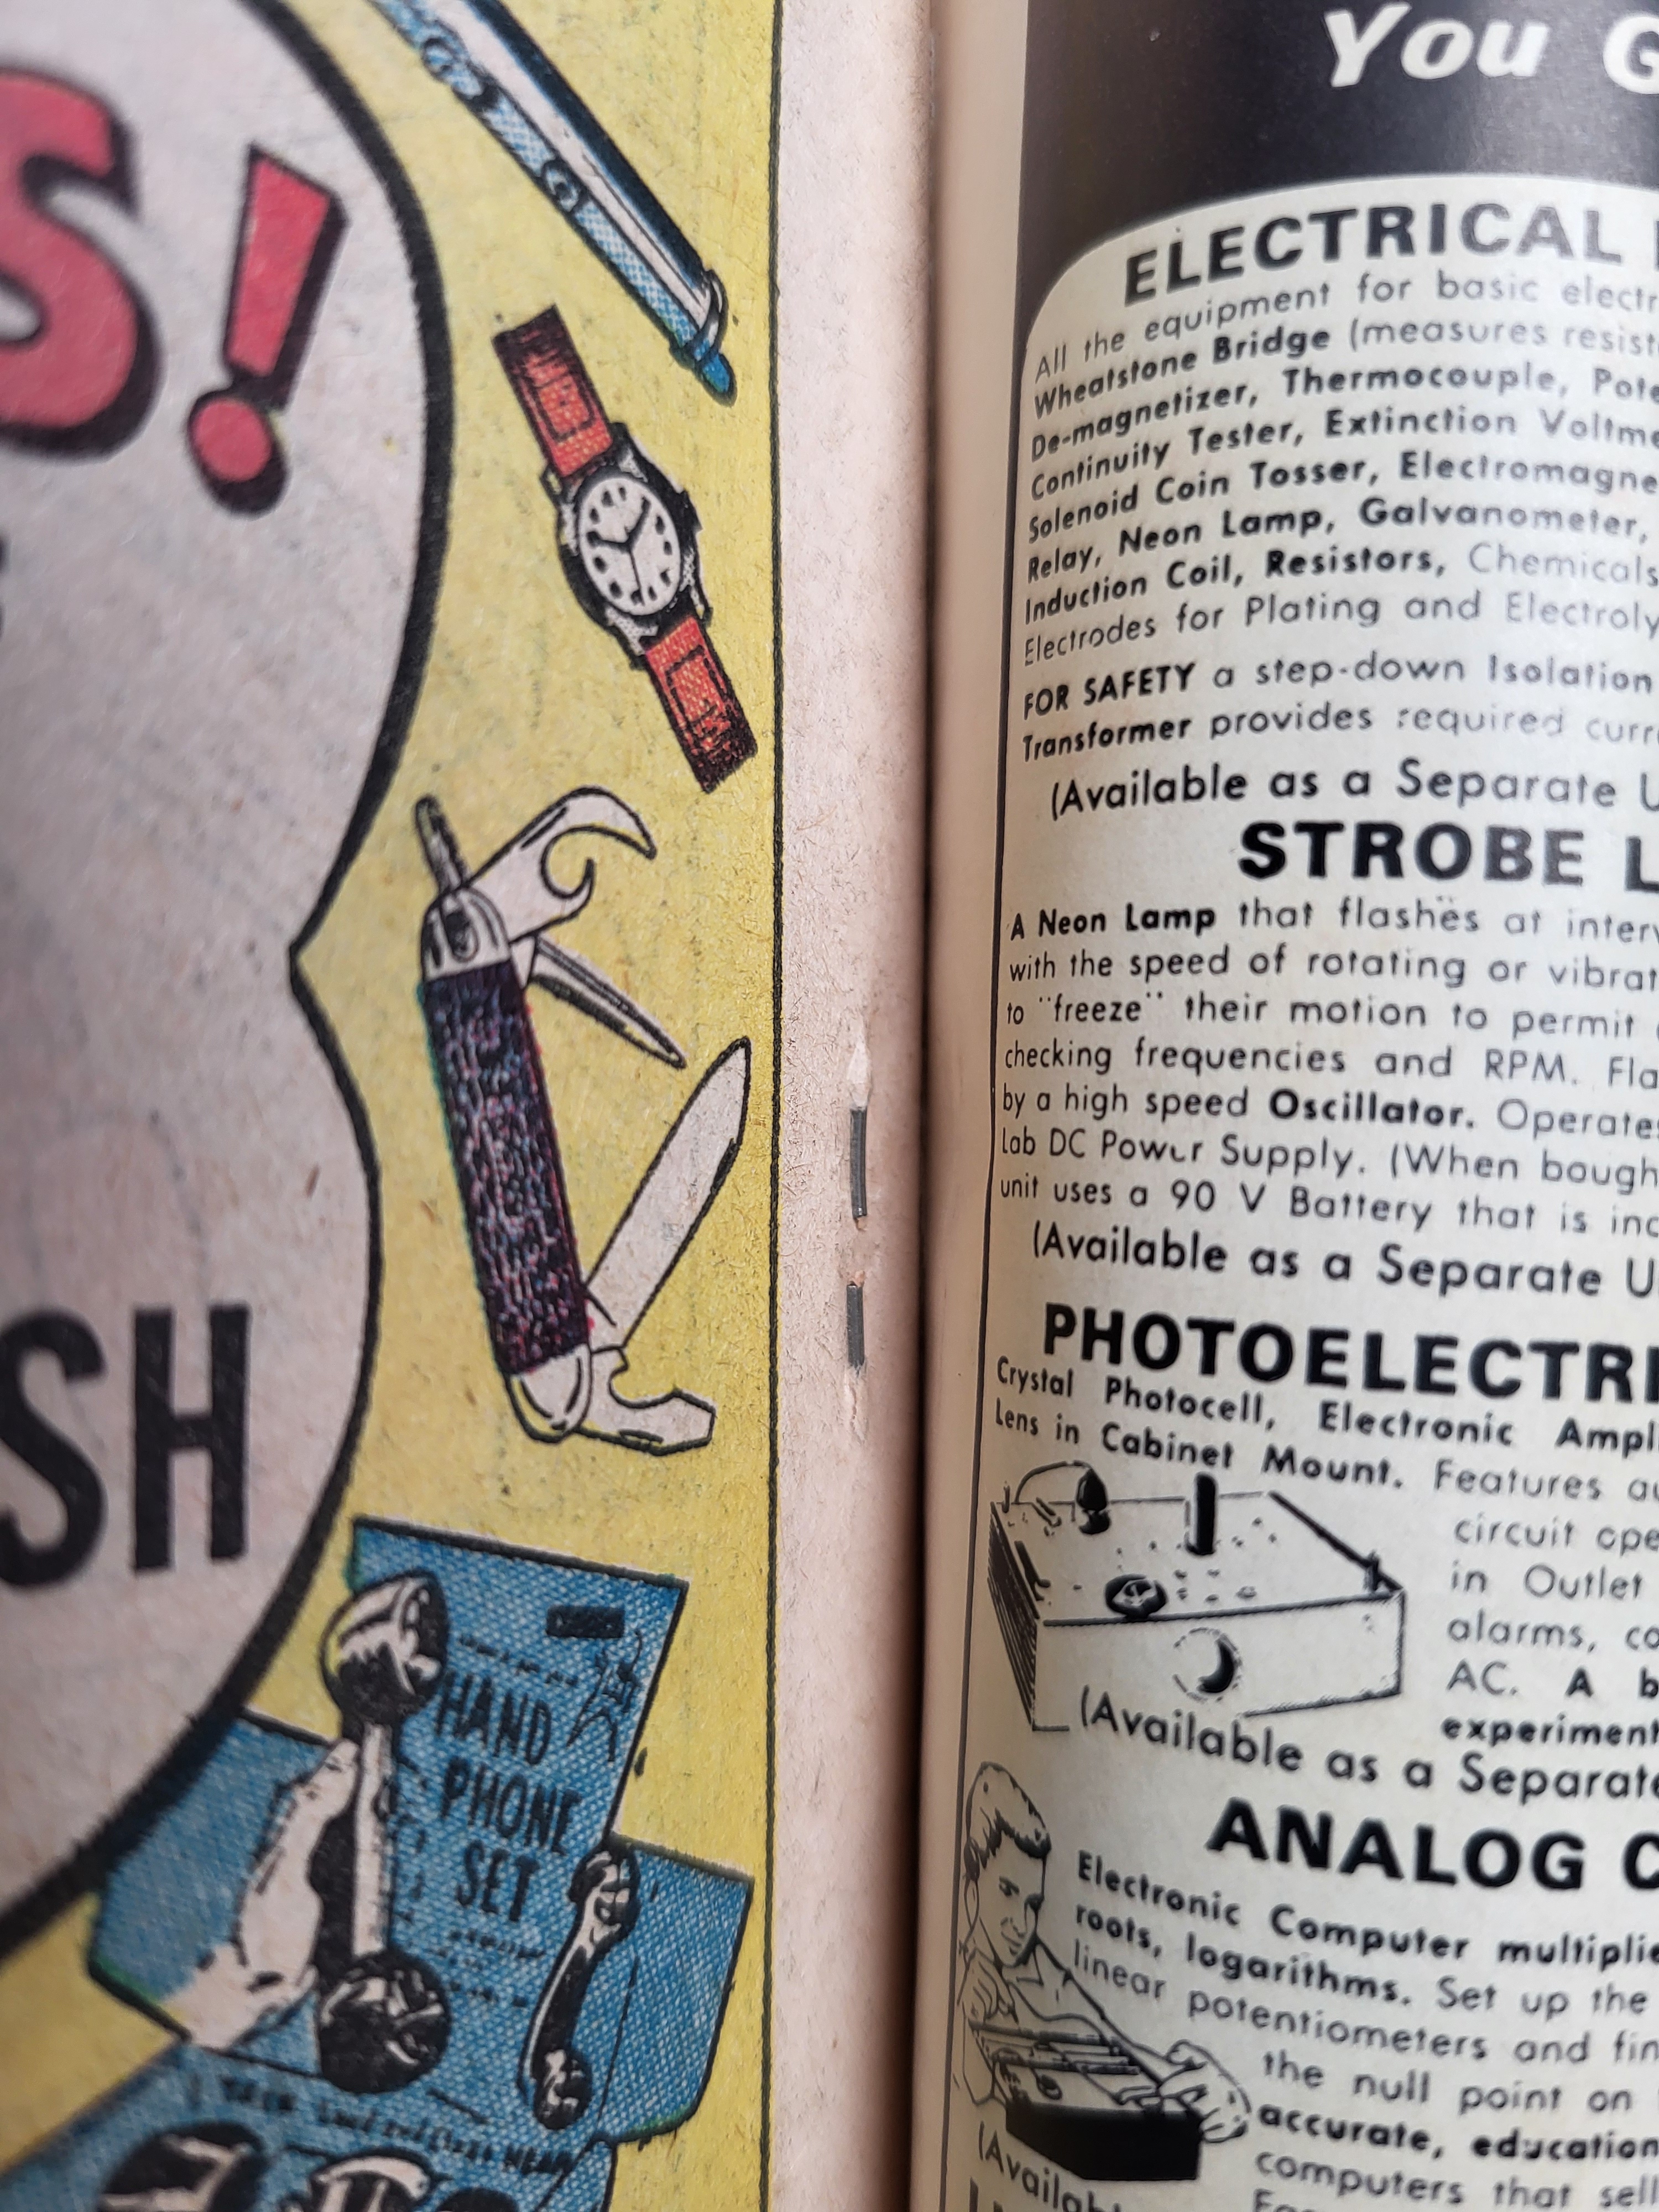 S!
SH
HAND
PHONE
SET
You G
ELECTRICAL
All the equipment for basic electr
Wheatstone Bridge (measures resist
De-magnetizer, Thermocouple, Pote
Continuity Tester, Extinction Voltme
Solenoid Coin Tosser, Electromagne
Relay, Neon Lamp, Galvanometer,
Induction Coil, Resistors, Chemicals
Electrodes for Plating and Electroly
FOR SAFETY a step-down Isolation
Transformer provides required curr
(Available as a Separate U
STROBE L
A Neon Lamp that flashes at interv
with the speed of rotating or vibrat
to "freeze" their motion to permit
checking frequencies and RPM. Fla
by a high speed Oscillator. Operates
Lab DC Power Supply. (When bough
unit uses a 90 V Battery that is inc
(Available as a Separate U
PHOTOELECTRI
Crystal Photocell, Electronic Ampli
Lens in Cabinet Mount. Features au
circuit ope
in Outlet
alarms, co
AC. A b
experiment
(Available as a Separate
ANALOG C
Electronic Computer multiplie
roots, logarithms. Set up the
linear potentiometers and fin
the null point on
accurate, education
computers that sell
(Availabl